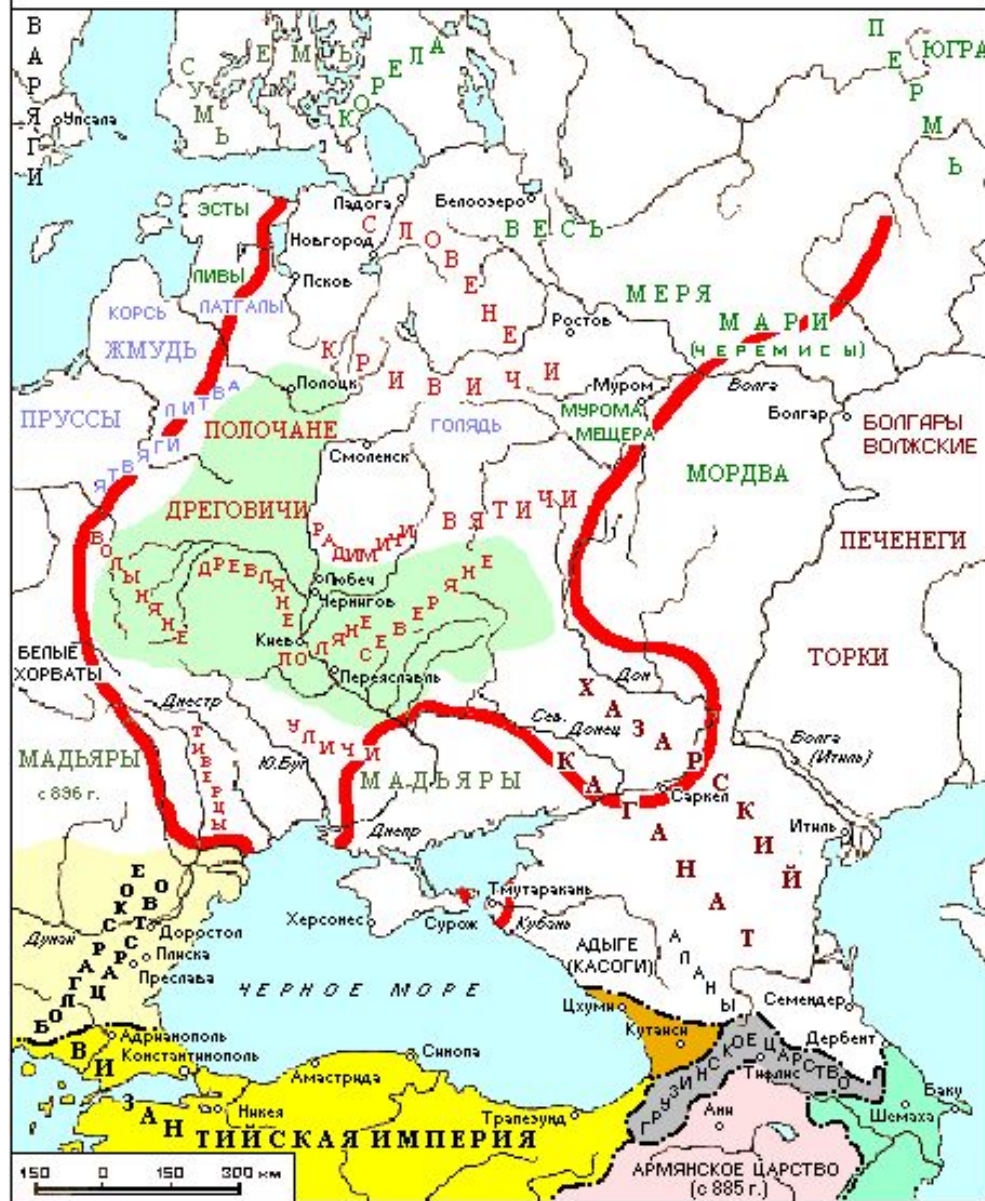 ВАРЯГИ
СУМЬ
ЕМЬ
КОРЕЛА
ПЕРМЬ
ЮГРА
Упсала
ЭСТЫ
Ладога
Белоозеро
СЛОВЕНЕ
ВЕСЬ
Новгород
ЛИВЫ
Псков
КОРСЬ
ЛАТГАЛЫ
МЕРЯ
Ростов
МАРИ
(ЧЕРЕМИСЫ)
ЖМУДЬ
КРИВИЧИ
Полоцк
Муром
Волга
Болгар
ПРУССЫ
ЛИТВА
ПОЛОЧАНЕ
ГОЛЯДЬ
МУРОМА
МЕЩЕРА
БОЛГАРЫ
ВОЛЖСКИЕ
ЯТВЯГИ
Смоленск
МОРДВА
ДРЕГОВИЧИ
РАДИМИЧИ
ВЯТИЧИ
ПЕЧЕНЕГИ
ВОЛЫНЯНЕ
ДРЕВЛЯНЕ
Любеч
Чернигов
СЕВЕРЯНЕ
Киев
ПОЛЯНЕ
БЕЛЫЕ
ХОРВАТЫ
Переяславль
ТОРКИ
Дон
Днестр
ХАЗАРСКИЙ
КАГАНАТ
Сев.
Донец
УЛИЧИ
ТИВЕРЦЫ
Ю.Буг
МАДЬЯРЫ
с 896 г.
МАДЬЯРЫ
Волга
(Итиль)
Саркел
Днепр
Итиль
Тмутаракань
Херсонес
Сурож
Кубань
БОЛГАРСКОЕ
ЦАРСТВО
Дунай
Доростол
Плиска
Преслава
АДЫГЕ
(КАСОГИ)
АЛАНЫ
ЧЕРНОЕ МОРЕ
Цхуми
Семендер
Кутаиси
Дербент
Адрианополь
Константинополь
Синопа
Амастрида
ГРУЗИНСКОЕ ЦАРСТВО
Тифлис
Баку
Шемаха
Никея
Трапезунд
Ани
ВИЗАНТИЙСКАЯ ИМПЕРИЯ
АРМЯНСКОЕ ЦАРСТВО
(с 885 г.)
150 0 150 300 км